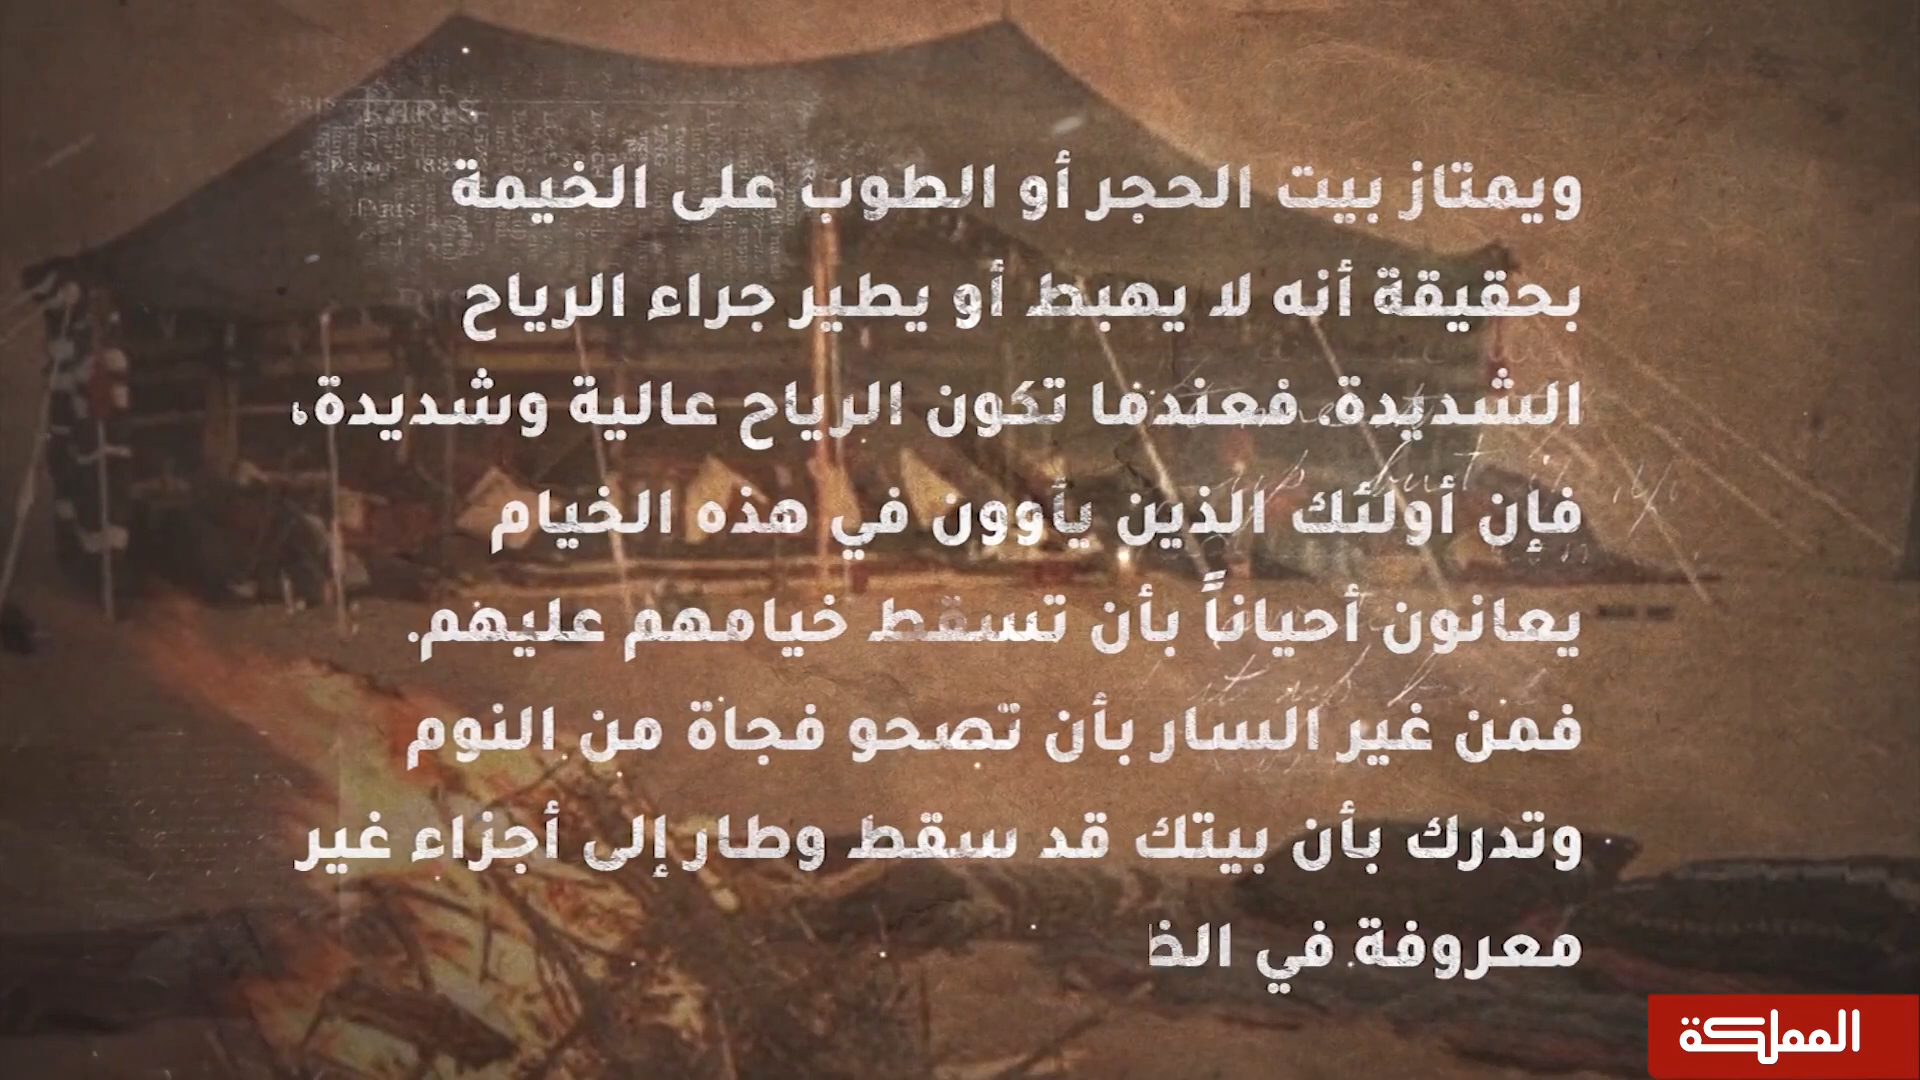 ويمتاز بيت الحجر أو الطوب على الخيمة
بحقيقة أنه لا يهبط أو يطير جراء الرياح
الشديدة. فعندما تكون الرياح عالية وشديدة،
فإن أولئك الذين يأوون في هذه الخيام
يعانون أحياناً بأن تسقط خيامهم عليهم.
فمن غير السار بأن تصحو فجاة من النوم
وتدرك بأن بيتك قد سقط وطار إلى أجزاء غير
معروفة في الظ
المملكة